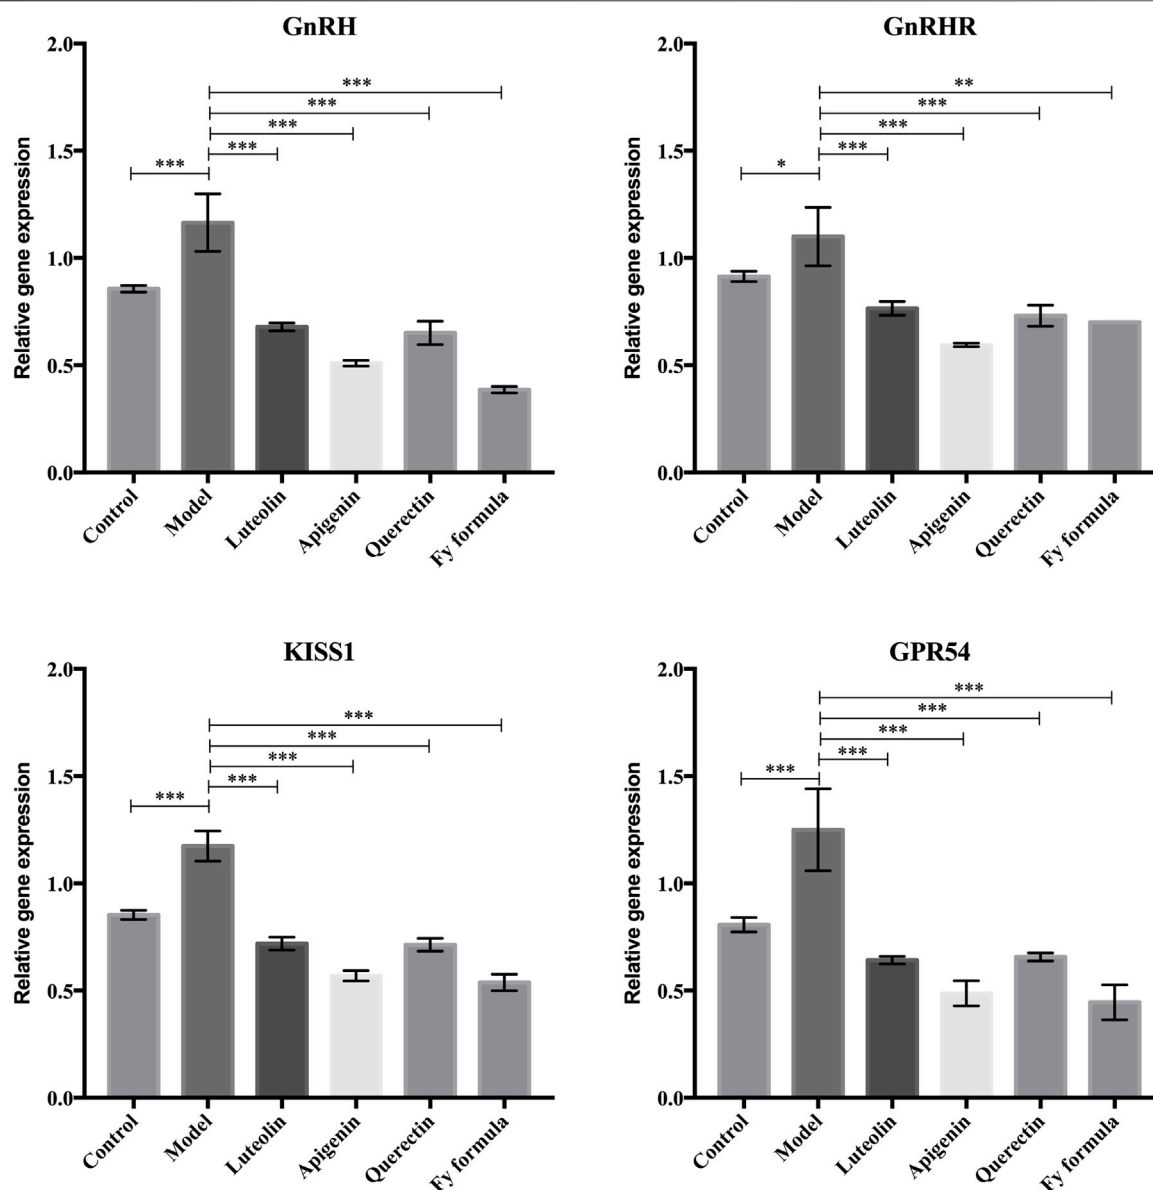 GnRH
2.0
1.5
1.0
0.5
0.0
Relative gene expression
***
***
***
***
***
Control
Model
Luteolin
Apigenin
Querectin
Fy formula
GnRHR
2.0
1.5
1.0
0.5
0.0
Relative gene expression
**
***
***
***
*
Control
Model
Luteolin
Apigenin
Querectin
Fy formula
KISS1
2.0
1.5
1.0
0.5
0.0
Relative gene expression
***
***
***
***
***
Control
Model
Luteolin
Apigenin
Querectin
Fy formula
GPR54
2.0
1.5
1.0
0.5
0.0
Relative gene expression
***
***
***
***
***
Control
Model
Luteolin
Apigenin
Querectin
Fy formula